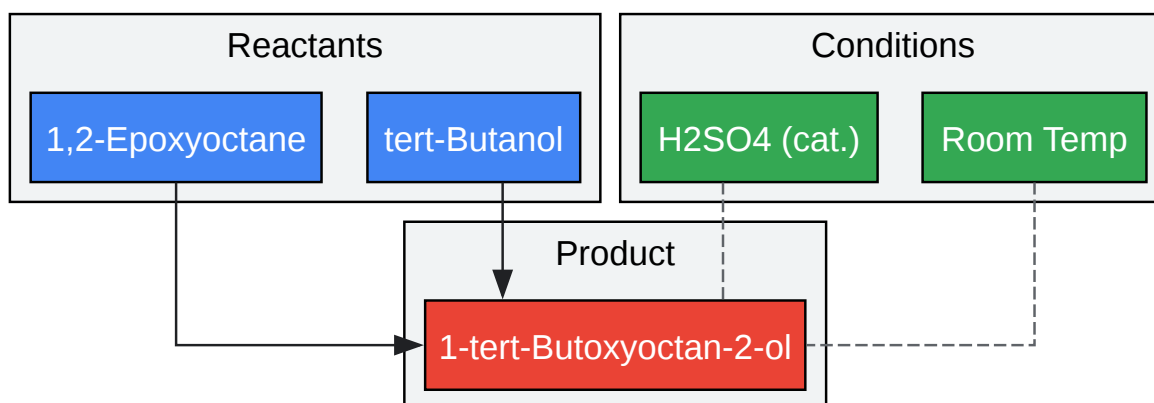 Reactants
Conditions
1,2-Epoxyoctane
tert-Butanol
H2SO4 (cat.)
Room Temp
Product
1-tert-Butoxyoctan-2-ol